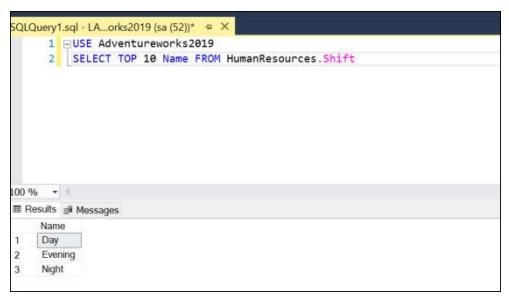 SQLQuery1.sql - LA...orks2019 (sa (52))*
1 USE Adventureworks2019
2 SELECT TOP 10 Name FROM HumanResources.Shift
100 %
Results Messages
Name
1 Day
2 Evening
3 Night